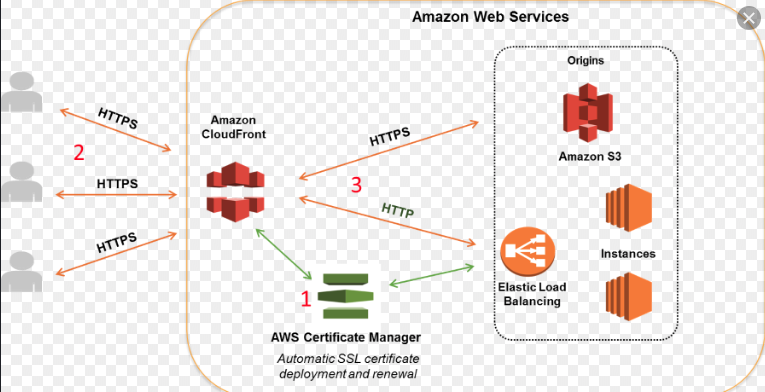 Amazon Web Services
Origins
HTTPS
Amazon
CloudFront
HTTPS
Amazon S3
2
HTTPS
3
HTTP
HTTPS
Instances
1
Elastic Load
Balancing
AWS Certificate Manager
Automatic SSL certificate
deployment and renewal